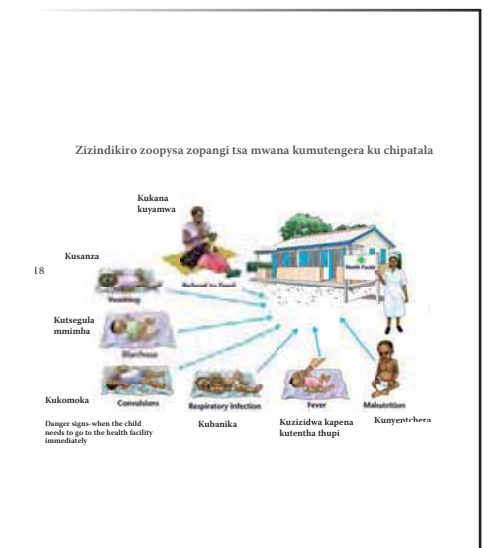 Zizindikiro zoopysa zopangi tsa mwana kumutengera ku chipatala
Kukana
kuyamwa
Kusanza
18
Health Facility
Refusal to feed
Vomiting
Kutsegula
mmimba
Diarrhoea
Kukomoka
Convulsions
Respiratory infection
Fever
Malnutrition
Danger signs-when the child
needs to go to the health facility
immediately
Kubanika
Kuzizidwa kapena
kutentha thupi
Kunyentchera